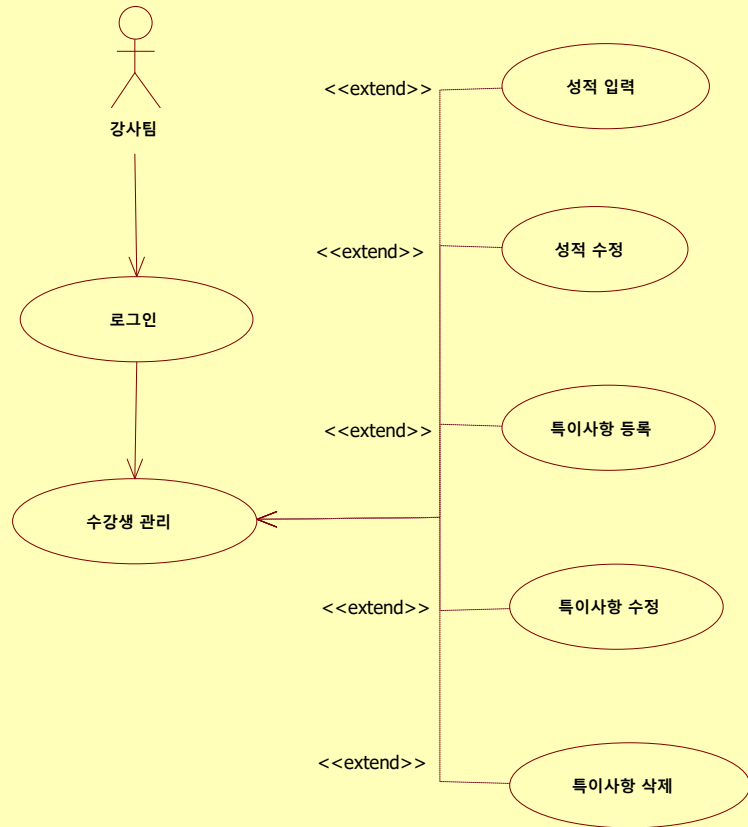 강사팀
로그인
수강생 관리
<<extend>>
성적 입력
<<extend>>
성적 수정
<<extend>>
특이사항 등록
<<extend>>
특이사항 수정
<<extend>>
특이사항 삭제